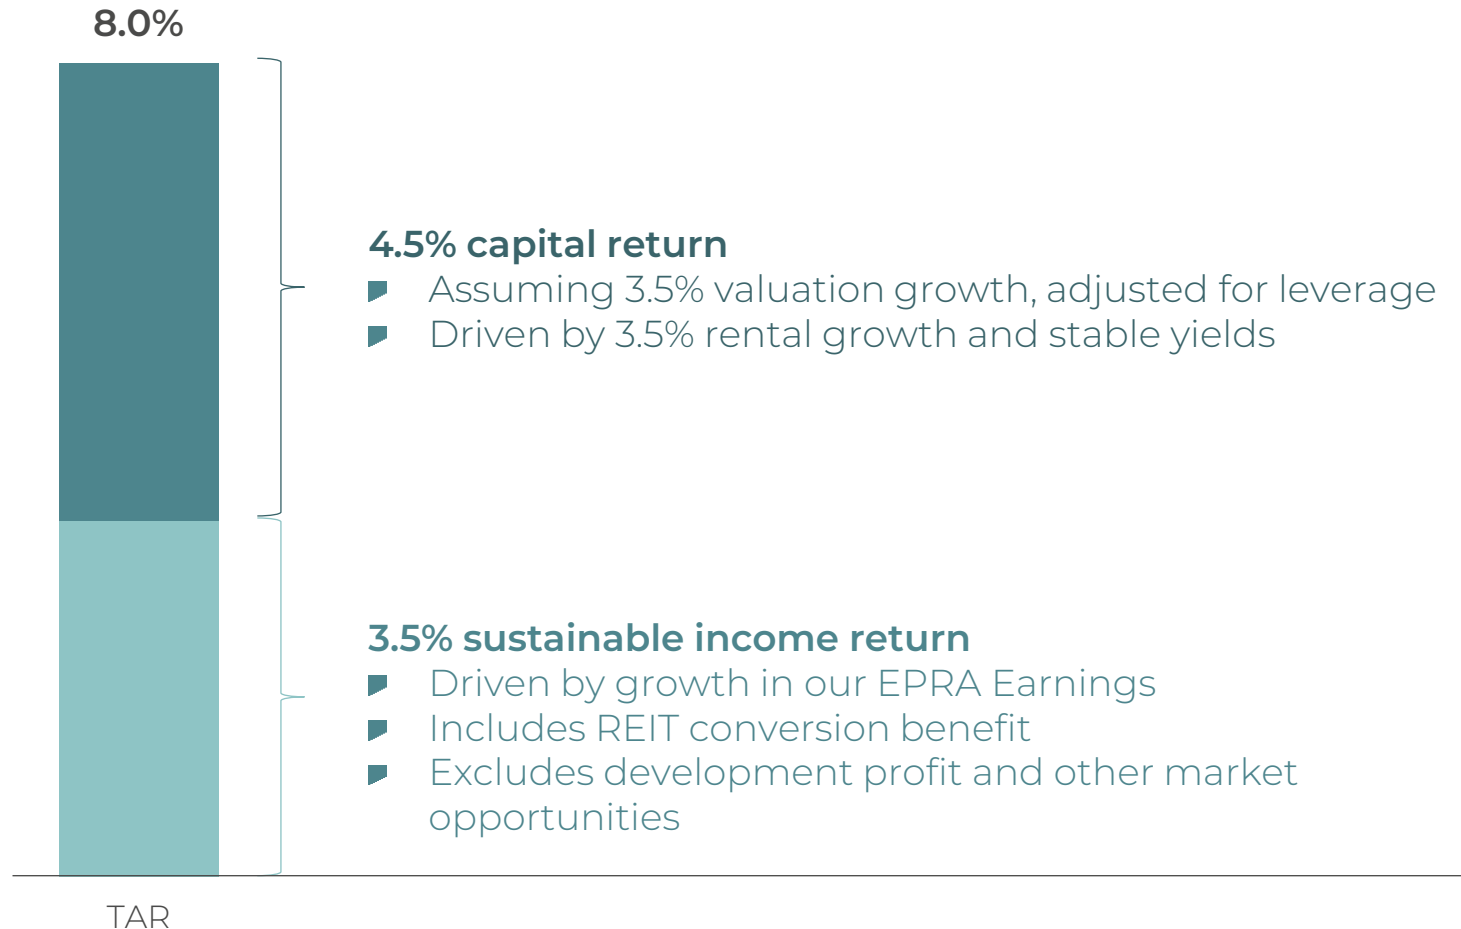 8.0%
4.5% capital return
Assuming 3.5% valuation growth, adjusted for leverage
Driven by 3.5% rental growth and stable yields
3.5% sustainable income return
Driven by growth in our EPRA Earnings
Includes REIT conversion benefit
Excludes development profit and other market
opportunities
TAR